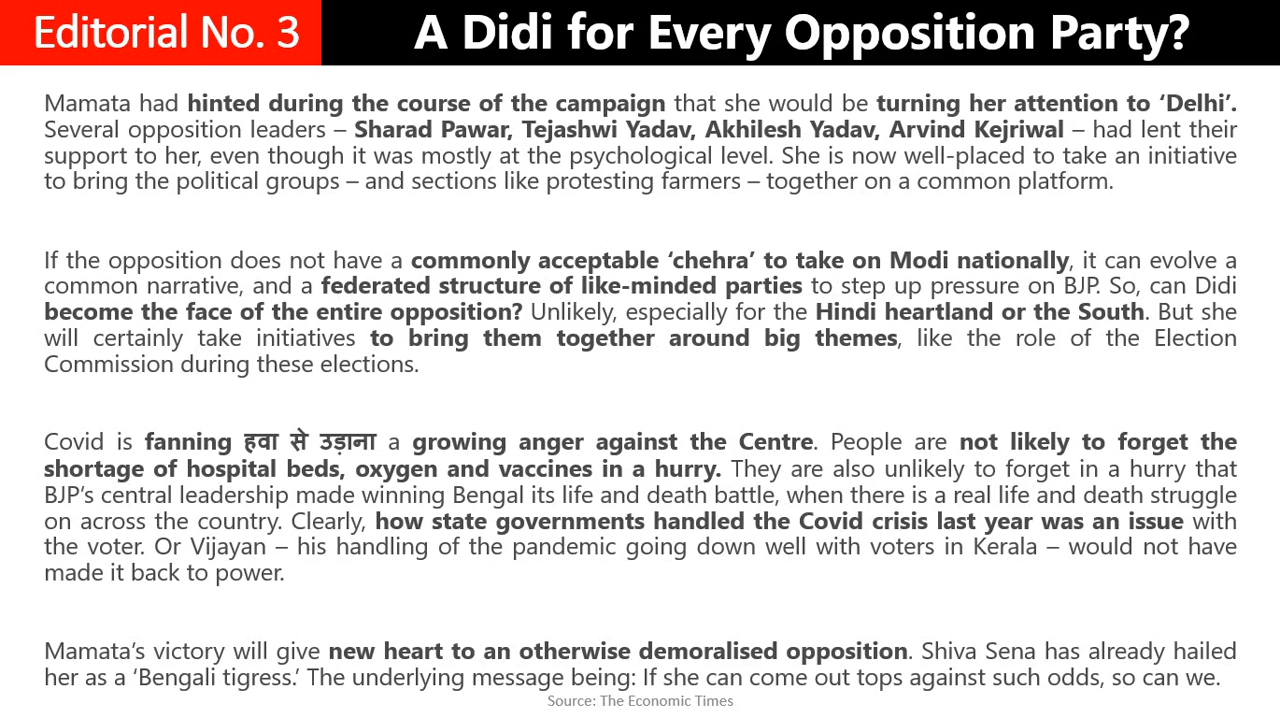 Editorial No. 3
A Didi for Every Opposition Party?
Mamata had hinted during the course of the campaign that she would be turning her attention to ‘Delhi’.
Several opposition leaders – Sharad Pawar, Tejashwi Yadav, Akhilesh Yadav, Arvind Kejriwal – had lent their
support to her, even though it was mostly at the psychological level. She is now well-placed to take an initiative
to bring the political groups – and sections like protesting farmers – together on a common platform.
If the opposition does not have a commonly acceptable ‘chehra’ to take on Modi nationally, it can evolve a
common narrative, and a federated structure of like-minded parties to step up pressure on BJP. So, can Didi
become the face of the entire opposition? Unlikely, especially for the Hindi heartland or the South. But she
will certainly take initiatives to bring them together around big themes, like the role of the Election
Commission during these elections.
Covid is fanning हवा से उड़ाना a growing anger against the Centre. People are not likely to forget the
shortage of hospital beds, oxygen and vaccines in a hurry. They are also unlikely to forget in a hurry that
BJP’s central leadership made winning Bengal its life and death battle, when there is a real life and death struggle
on across the country. Clearly, how state governments handled the Covid crisis last year was an issue with
the voter. Or Vijayan – his handling of the pandemic going down well with voters in Kerala – would not have
made it back to power.
Mamata’s victory will give new heart to an otherwise demoralised opposition. Shiva Sena has already hailed
her as a ‘Bengali tigress.’ The underlying message being: If she can come out tops against such odds, so can we.
Source: The Economic Times